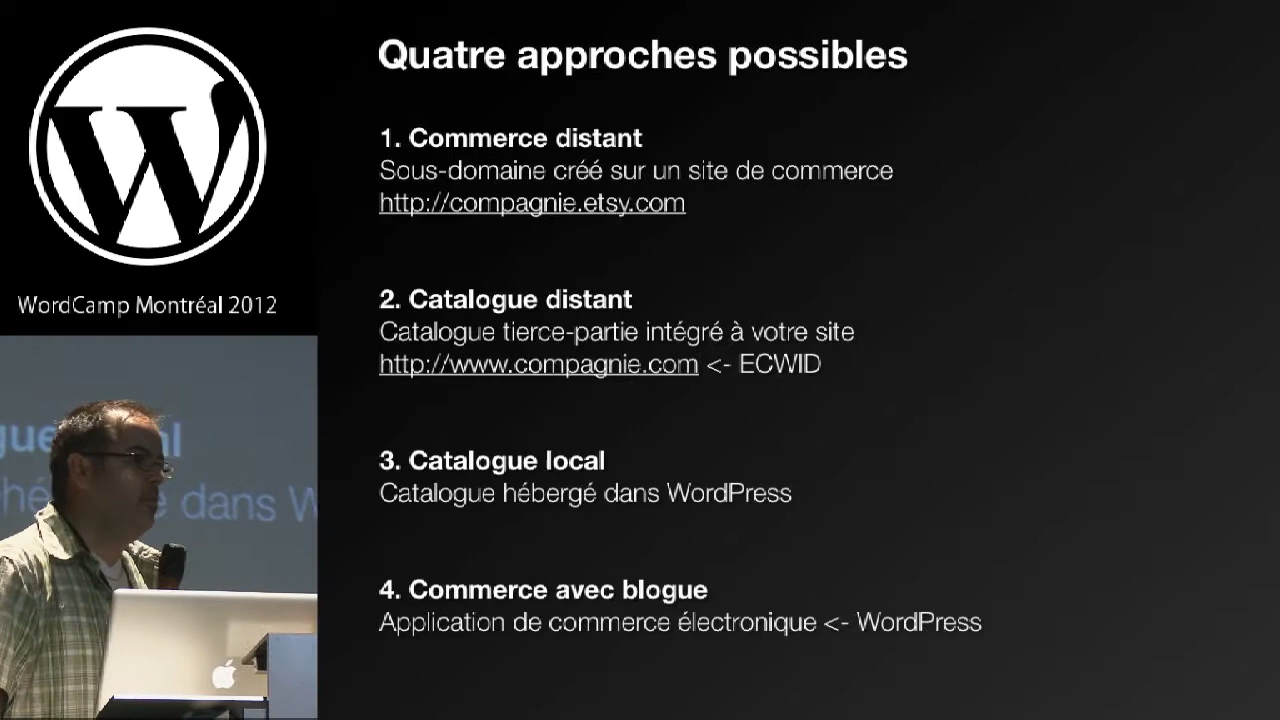 Quatre approches possibles
1. Commerce distant
Sous-domaine créé sur un site de commerce
http://compagnie.etsy.com
2. Catalogue distant
Catalogue tierce-partie intégré à votre site
http://www.compagnie.com <- ECWID
3. Catalogue local
Catalogue hébergé dans WordPress
4. Commerce avec blogue
Application de commerce électronique <- WordPress
WordCamp Montréal 2012
dans W